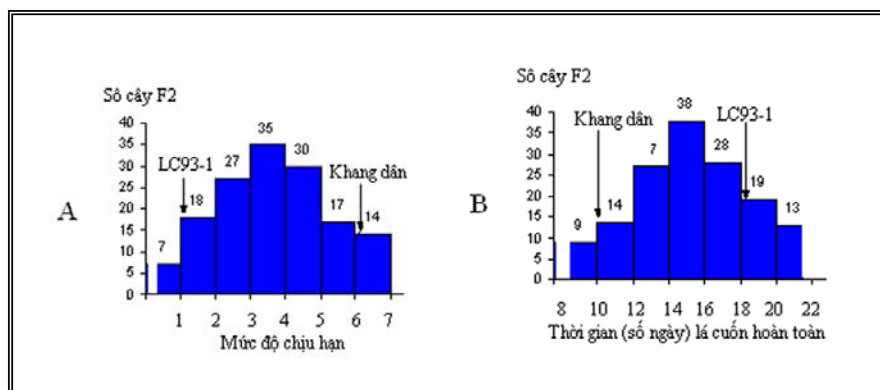 A
Số cây F2
40
35
30
25
20
15
10
5
0
7
18
27
35
30
17
14
LC93-1
Khang dân
1 2 3 4 5 6 7
Mức độ chịu hạn
B
Số cây F2
40
35
30
25
20
15
10
5
0
9
14
7
38
28
19
13
Khang dân
LC93-1
8 10 12 14 16 18 20 22
Thời gian (số ngày) lá cuốn hoàn toàn